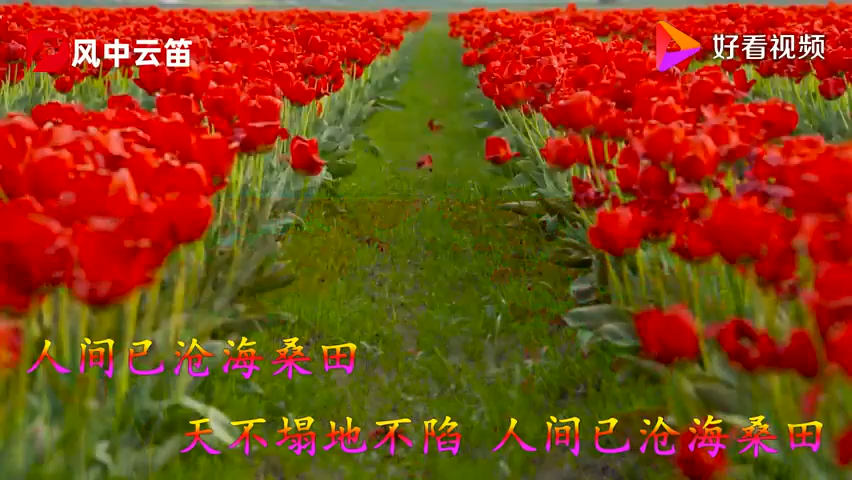 风中云笛
好看视频
人间已沧海桑田
天不塌地不陷 人间已沧海桑田